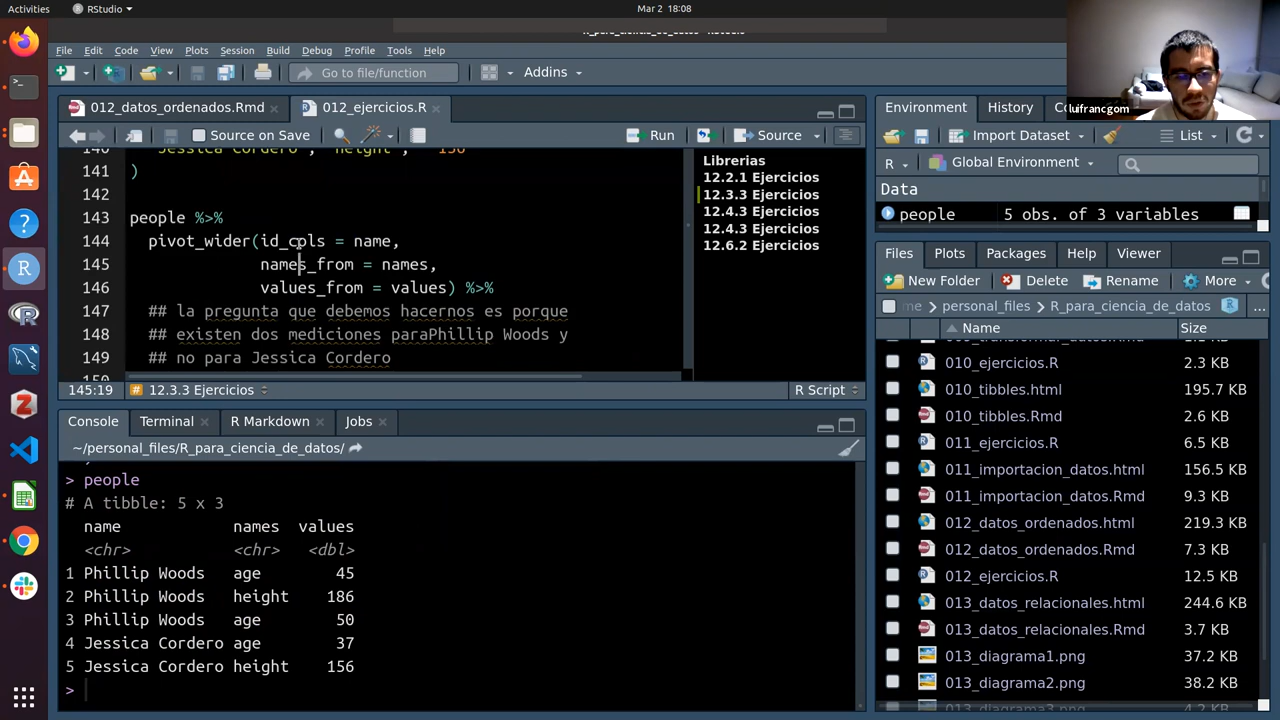 Activities
RStudio
Mar 2 18:08
File Edit Code View Plots Session Build Debug Profile Tools Help
Go to file/function
Addins
luifrancgom
012_datos_ordenados.Rmd
012_ejercicios.R
Source on Save
Run
Source
"Jessica Cordero", "height", 156
141 )
142
143 people %>%
144 pivot_wider(id_cols = name,
145 names_from = names,
146 values_from = values) %>%
147 ## la pregunta que debemos hacernos es porque
148 ## existen dos mediciones paraPhillip Woods y
149 ## no para Jessica Cordero
150
145:19
# 12.3.3 Ejercicios
R Script
Librerias
12.2.1 Ejercicios
12.3.3 Ejercicios
12.4.3 Ejercicios
12.6.2 Ejercicios
Console Terminal R Markdown Jobs
~/personal_files/R_para_ciencia_de_datos/
> people
# A tibble: 5 x 3
name names values
<chr> <chr> <dbl>
1 Phillip Woods age 45
2 Phillip Woods height 186
3 Phillip Woods age 50
4 Jessica Cordero age 37
5 Jessica Cordero height 156
>
Environment History
Import Dataset
List
R
Global Environment
Data
people 5 obs. of 3 variables
Files Plots Packages Help Viewer
New Folder Delete Rename More
me personal_files R_para_ciencia_de_datos ...
Name Size
010_ejercicios.R 2.3 KB
010_tibbles.html 195.7 KB
010_tibbles.Rmd 2.6 KB
011_ejercicios.R 6.5 KB
011_importacion_datos.html 156.5 KB
011_importacion_datos.Rmd 9.3 KB
012_datos_ordenados.html 219.3 KB
012_datos_ordenados.Rmd 7.3 KB
012_ejercicios.R 12.5 KB
013_datos_relacionales.html 244.6 KB
013_datos_relacionales.Rmd 3.7 KB
013_diagrama1.png 37.2 KB
013_diagrama2.png 38.2 KB